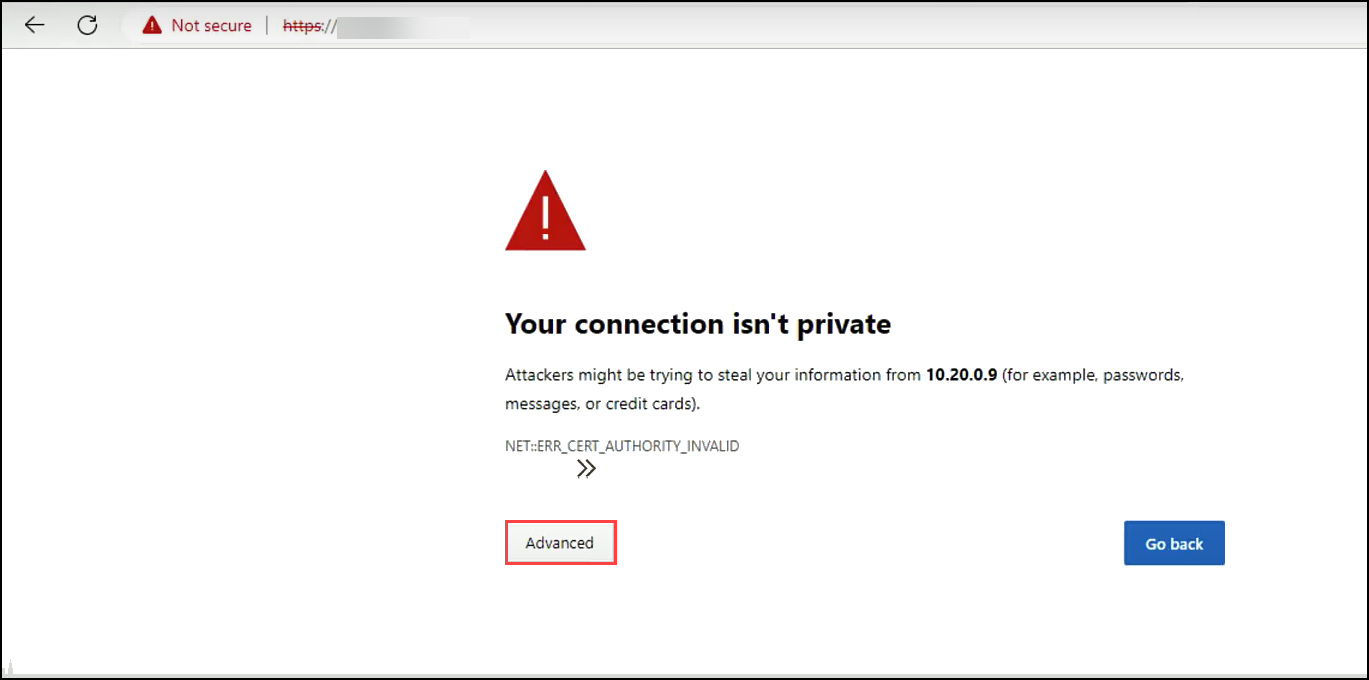 Not secure | https://
Your connection isn't private
Attackers might be trying to steal your information from 10.20.0.9 (for example, passwords,
messages, or credit cards).
NET::ERR_CERT_AUTHORITY_INVALID
Advanced
Go back